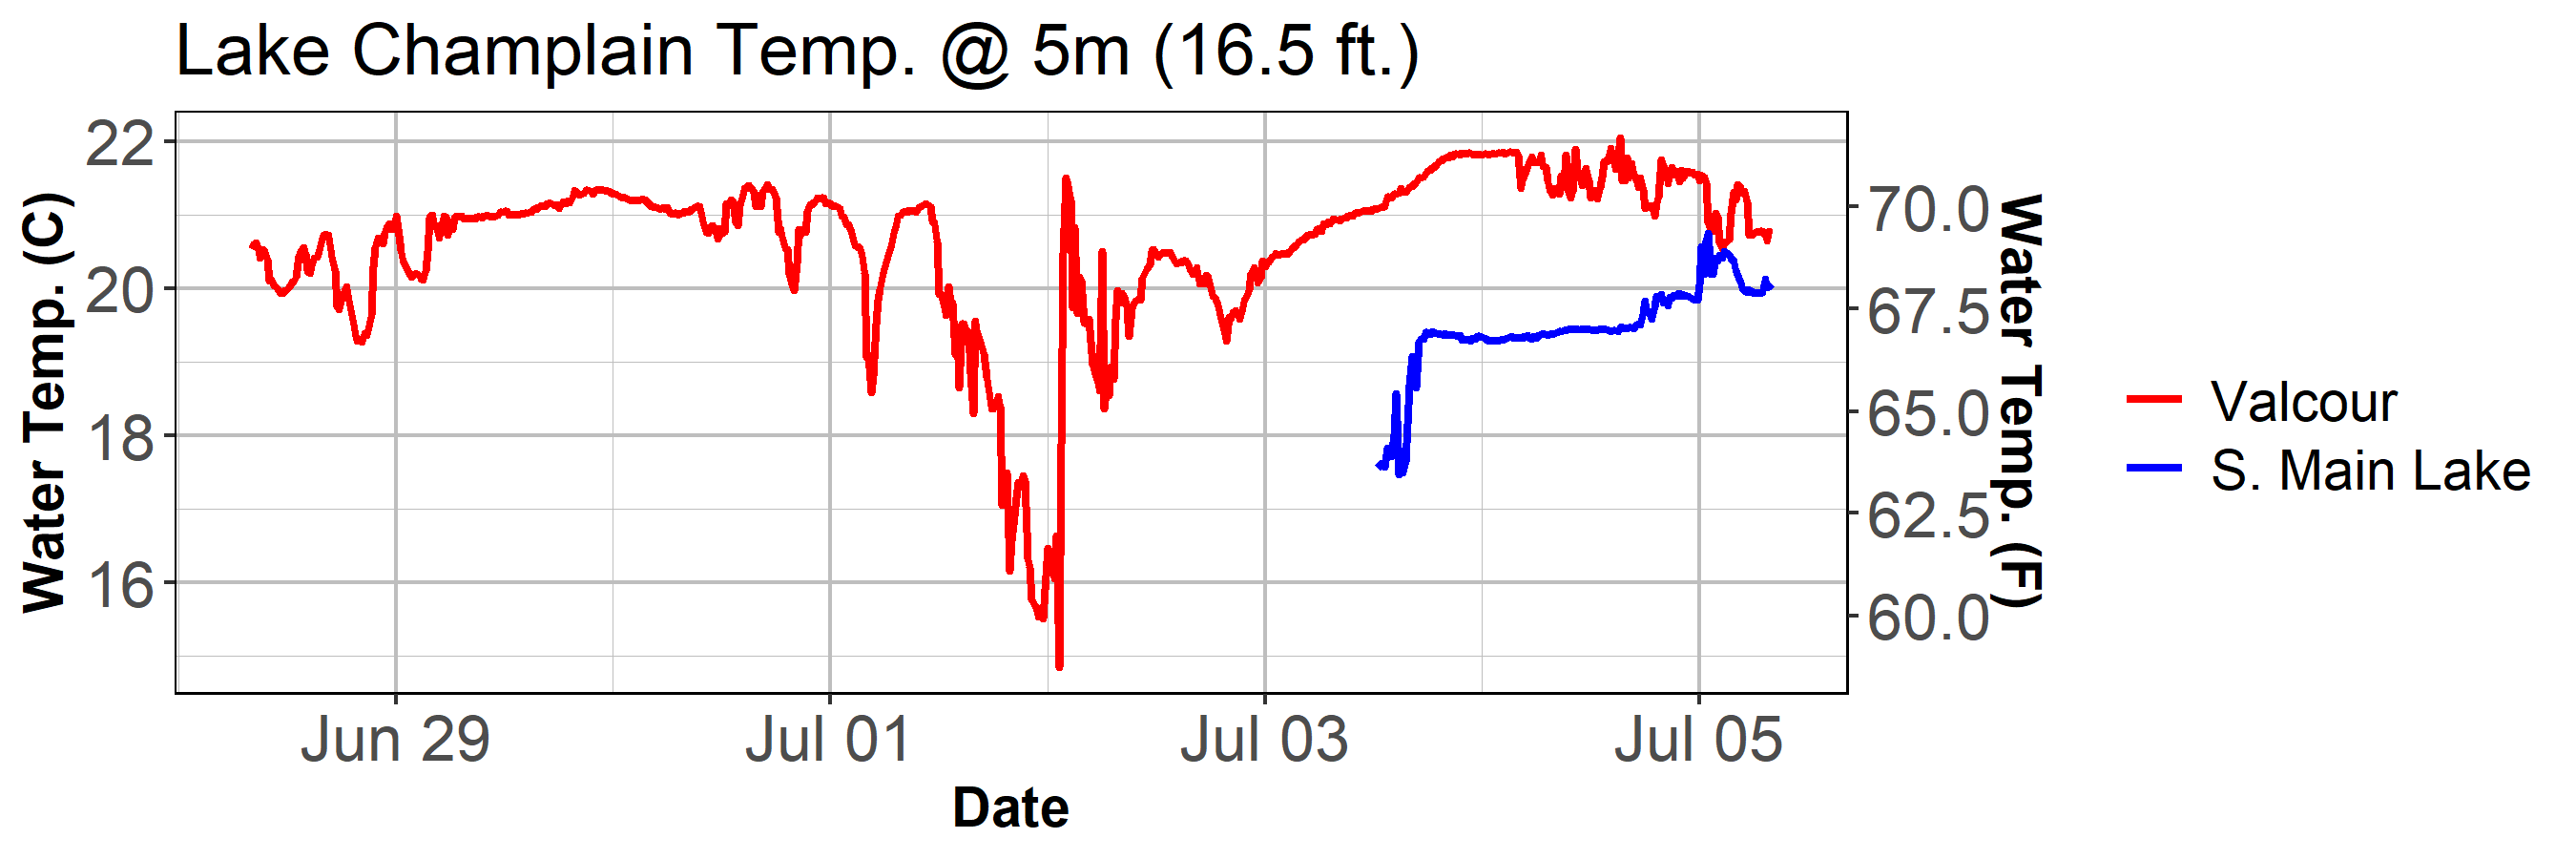 Lake Champlain Temp. @ 5m (16.5 ft.)
Water Temp. (C)
22
20
18
16
70.0
67.5
65.0
62.5
60.0
Water Temp. (F)
Jun 29
Jul 01
Jul 03
Jul 05
Date
Valcour
S. Main Lake